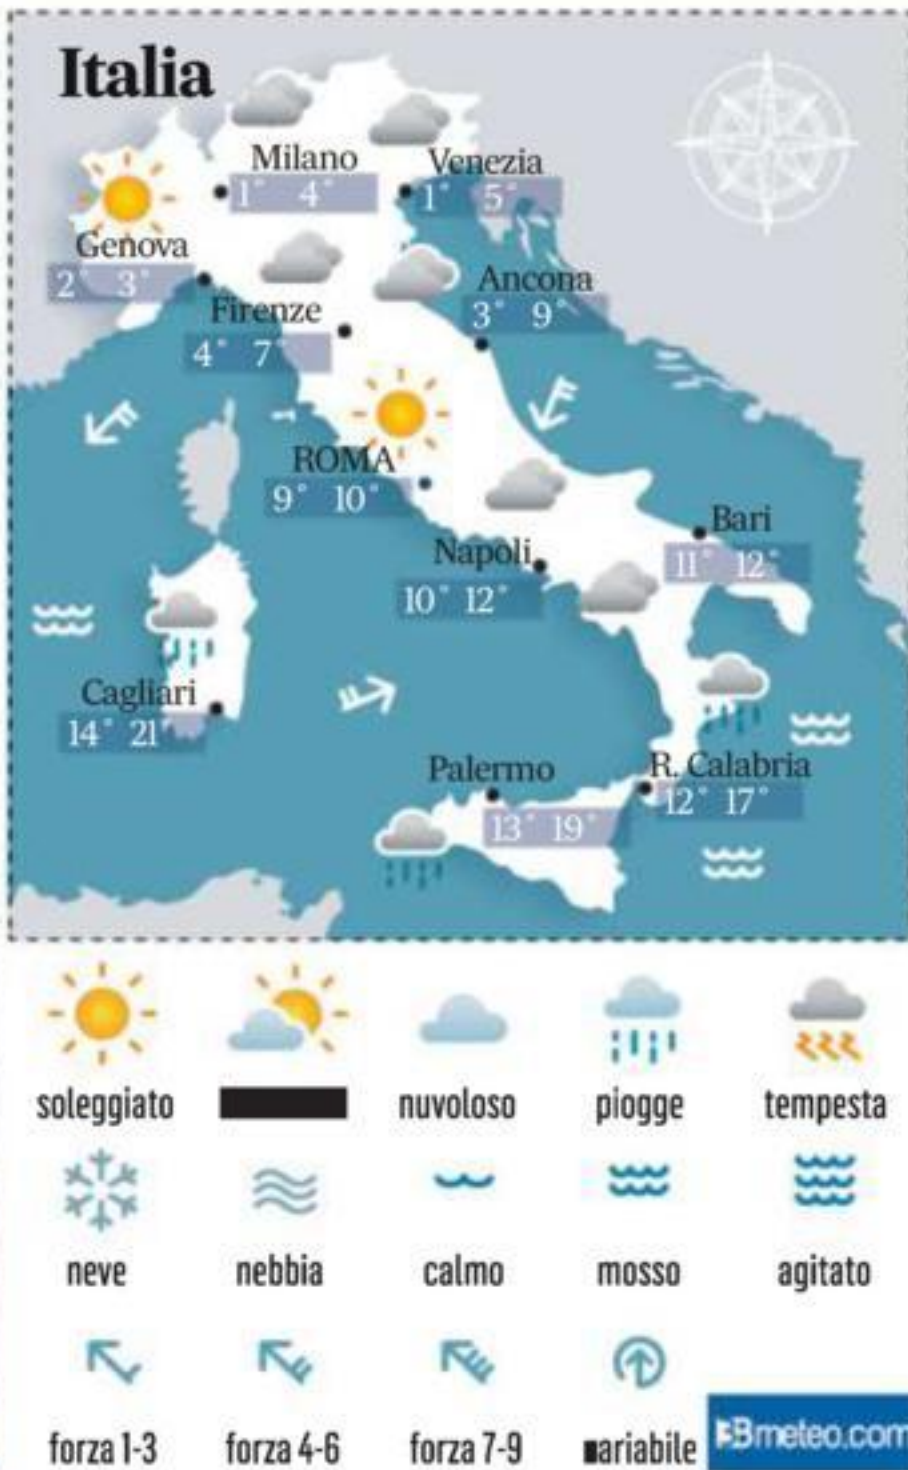 Italia
Milano
1° 4°
Venezia
1° 5°
Genova
2° 3°
Ancona
3° 9°
Firenze
4° 7°
ROMA
9° 10°
Bari
11° 12°
Napoli
10° 12°
Cagliari
14° 21°
Palermo
13° 19°
R. Calabria
12° 17°
soleggiato
nuvoloso piogge tempesta
neve nebbia calmo mosso agitato
forza 1-3 forza 4-6 forza 7-9 ariabile
Bmeteo.com